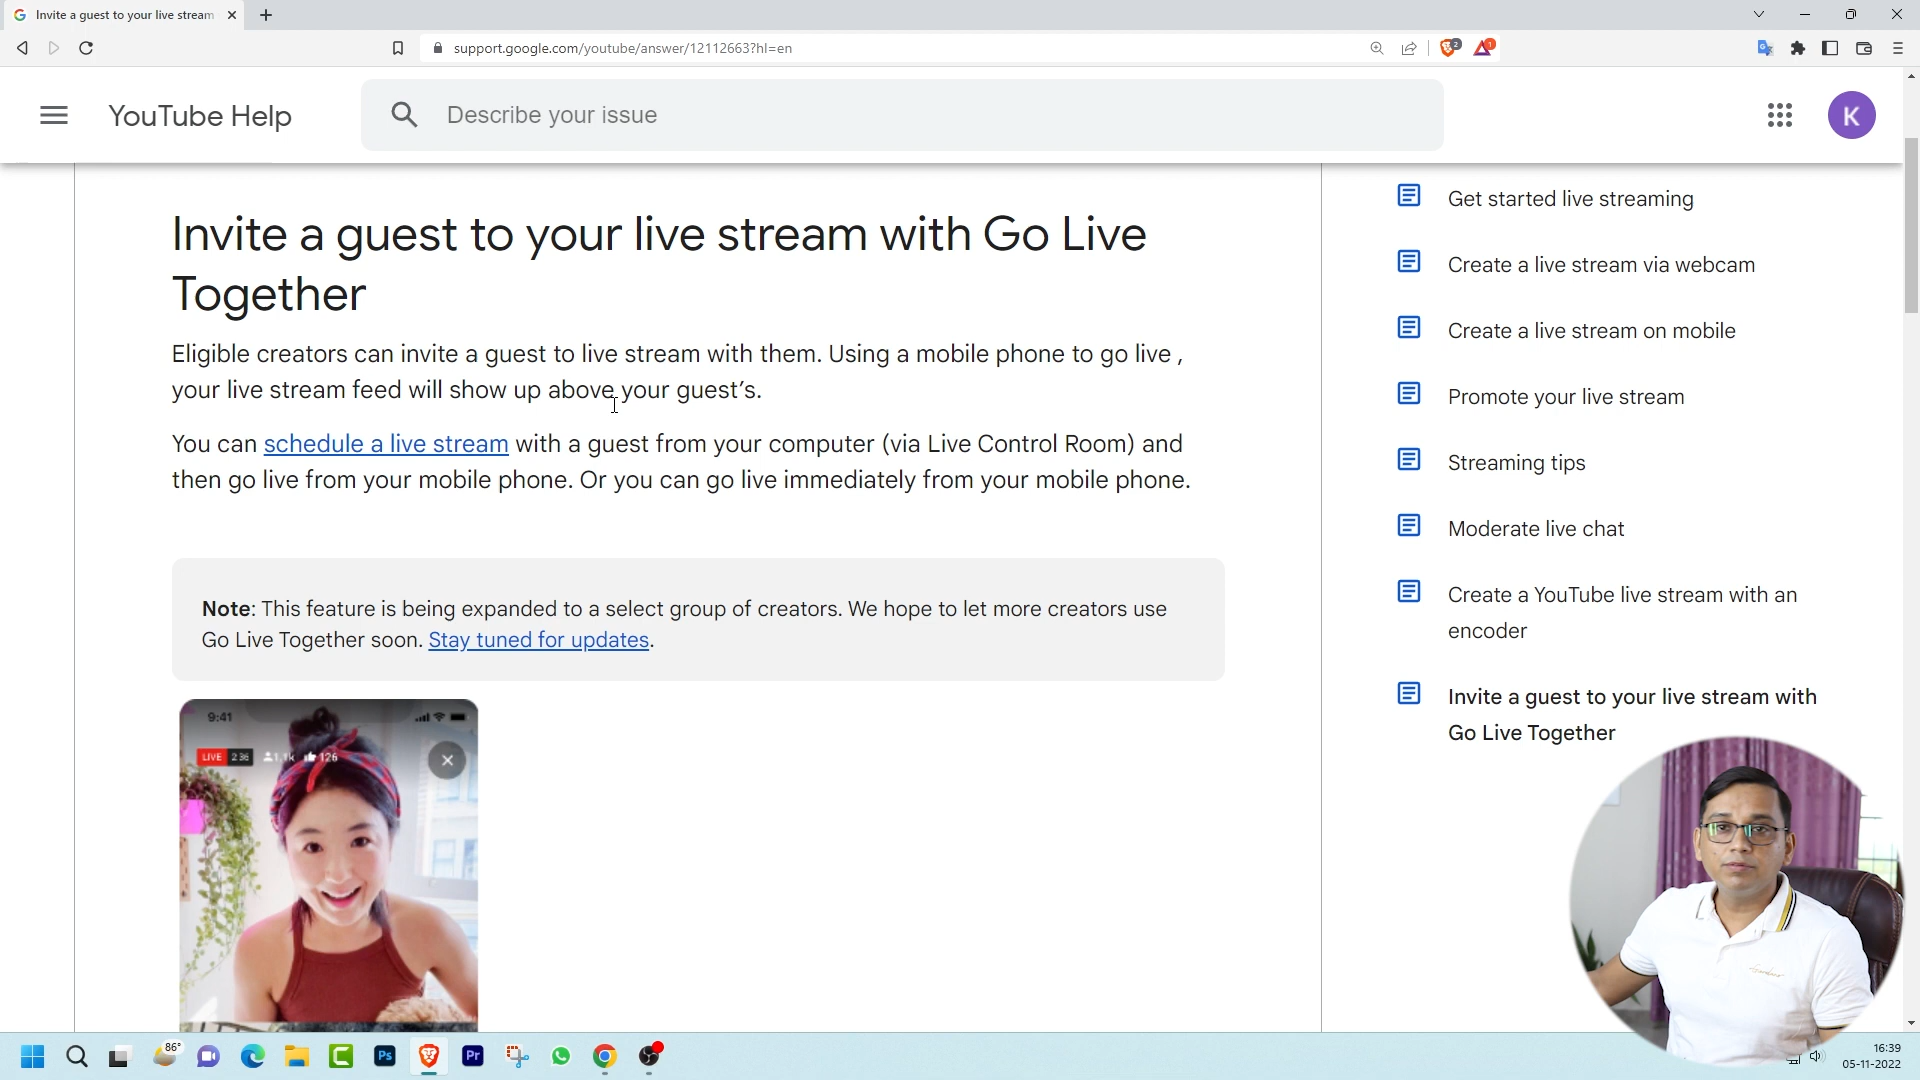 Invite a guest to your live stream
support.google.com/youtube/answer/12112663?hl=en
2
1
YouTube Help
Describe your issue
K
Invite a guest to your live stream with Go Live
Together
Eligible creators can invite a guest to live stream with them. Using a mobile phone to go live ,
your live stream feed will show up above your guest’s.
You can schedule a live stream with a guest from your computer (via Live Control Room) and
then go live from your mobile phone. Or you can go live immediately from your mobile phone.
Note: This feature is being expanded to a select group of creators. We hope to let more creators use
Go Live Together soon. Stay tuned for updates.
9:41
LIVE 2:36 1,1k 126
Get started live streaming
Create a live stream via webcam
Create a live stream on mobile
Promote your live stream
Streaming tips
Moderate live chat
Create a YouTube live stream with an
encoder
Invite a guest to your live stream with
Go Live Together
86°
Ps
Pr
16:39
05-11-2022